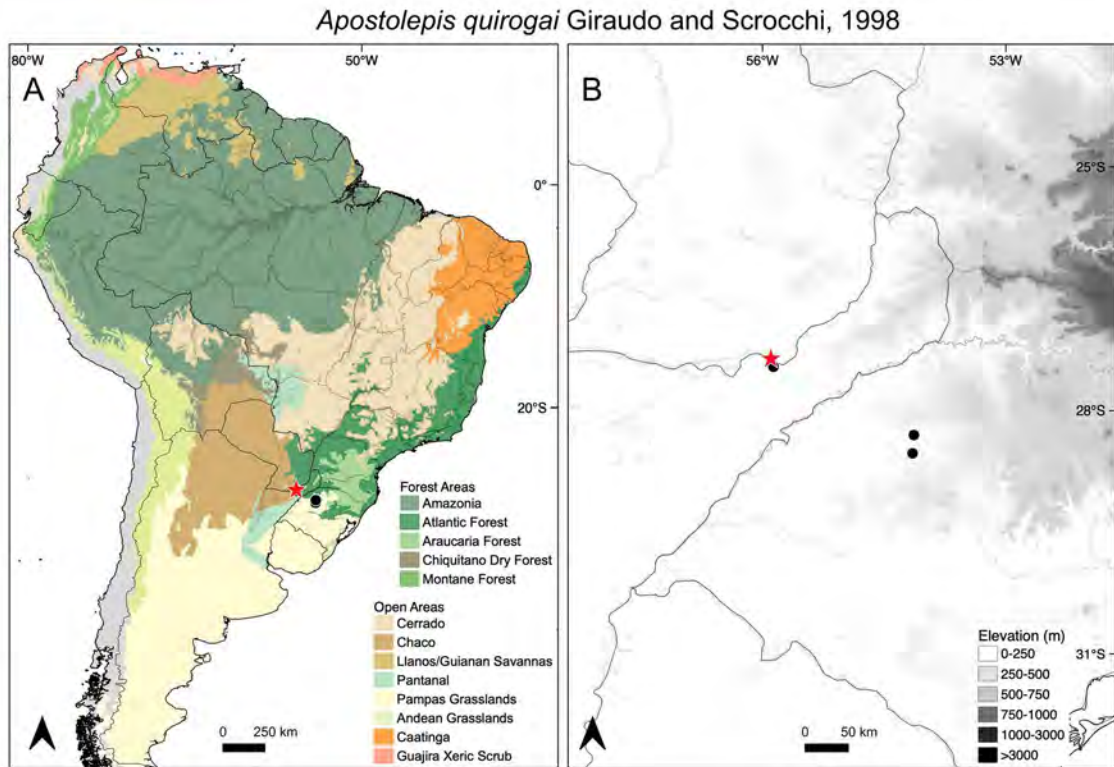 Apostolepis quirogai Giraudo and Scrocchi, 1998
A
80°W
50°W
0°
20°S
Forest Areas
Amazonia
Atlantic Forest
Araucaria Forest
Chiquitano Dry Forest
Montane Forest
Open Areas
Cerrado
Chaco
Llanos/Guianan Savannas
Pantanal
Pampas Grasslands
Andean Grasslands
Caatinga
Guajira Xeric Scrub
0 250 km
B
56°W
53°W
25°S
28°S
31°S
Elevation (m)
0-250
250-500
500-750
750-1000
1000-3000
>3000
0 50 km